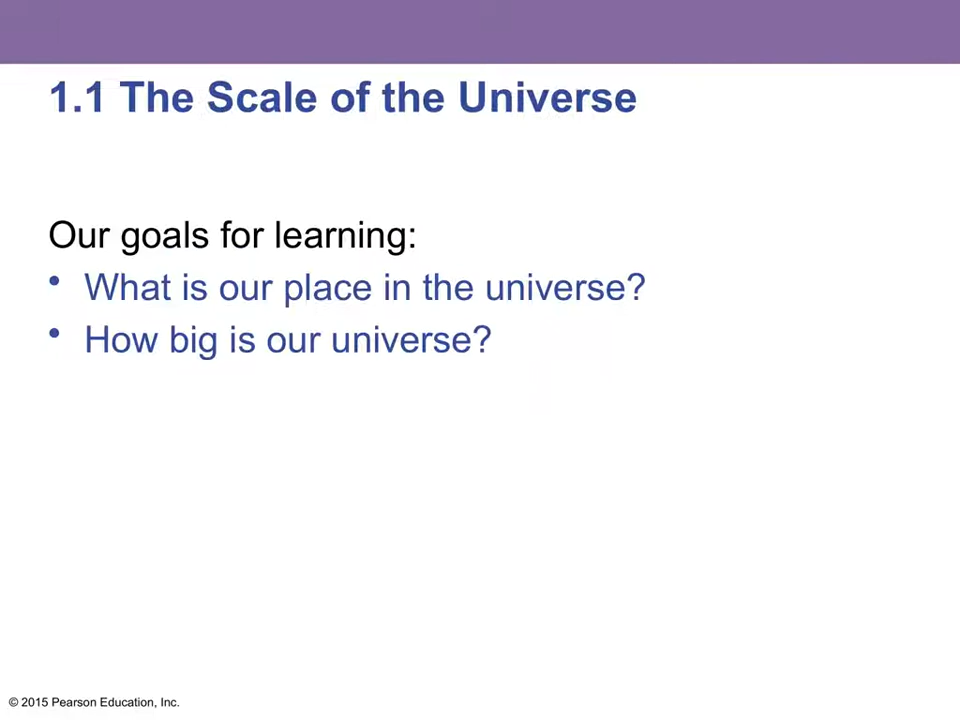 1.1 The Scale of the Universe
Our goals for learning:
• What is our place in the universe?
• How big is our universe?
© 2015 Pearson Education, Inc.